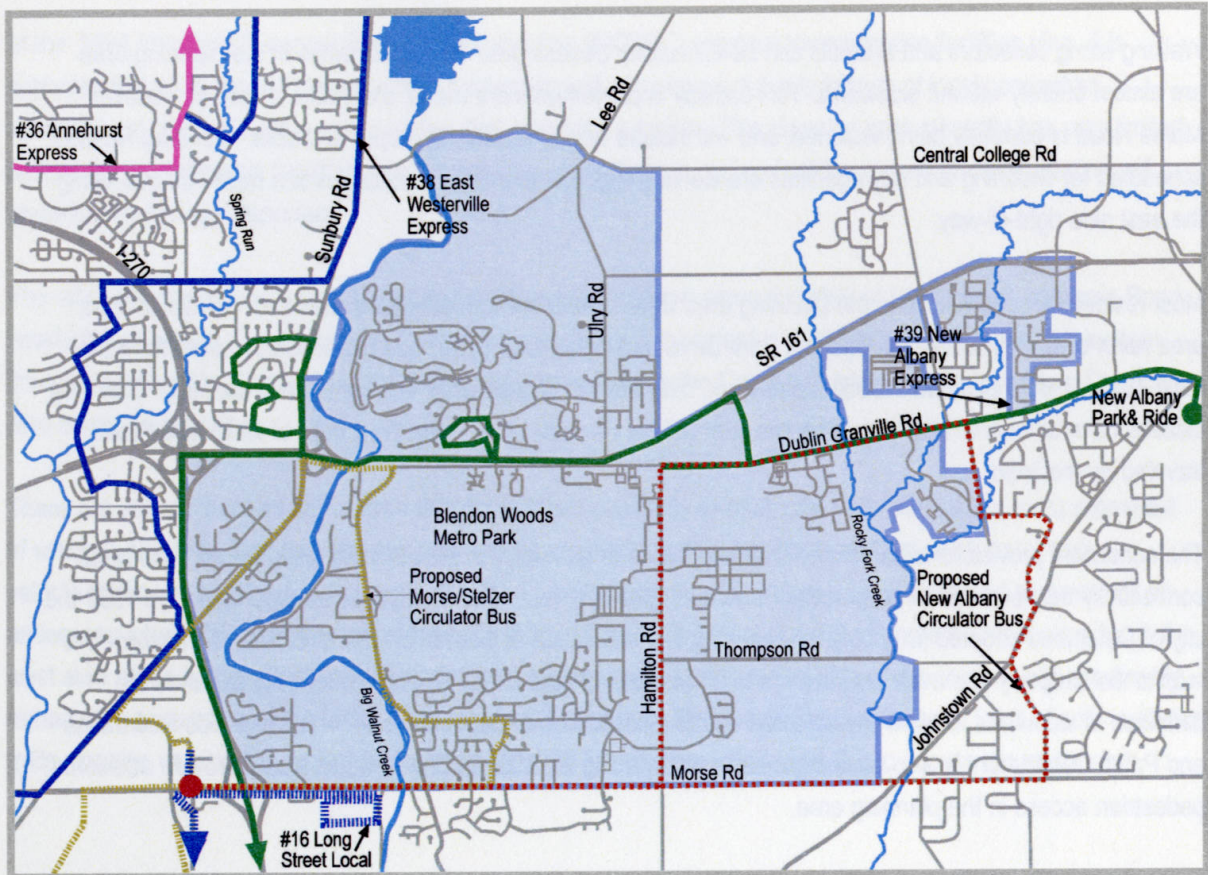 Lee Rd
#36 Annehurst
Express
Central College Rd
#38 East
Westerville
Express
Spring Run
Sunbury Rd
I-270
Ulry Rd
SR 161
#39 New
Albany
Express
New Albany
Park& Ride
Dublin Granville Rd.
Blendon Woods
Metro Park
Rocky Fork Creek
Proposed
Morse/Stelzer
Circulator Bus
Proposed
New Albany
Circulator Bus
Hamilton Rd
Thompson Rd
Big Walnut Creek
Johnstown Rd
Morse Rd
#16 Long
Street Local